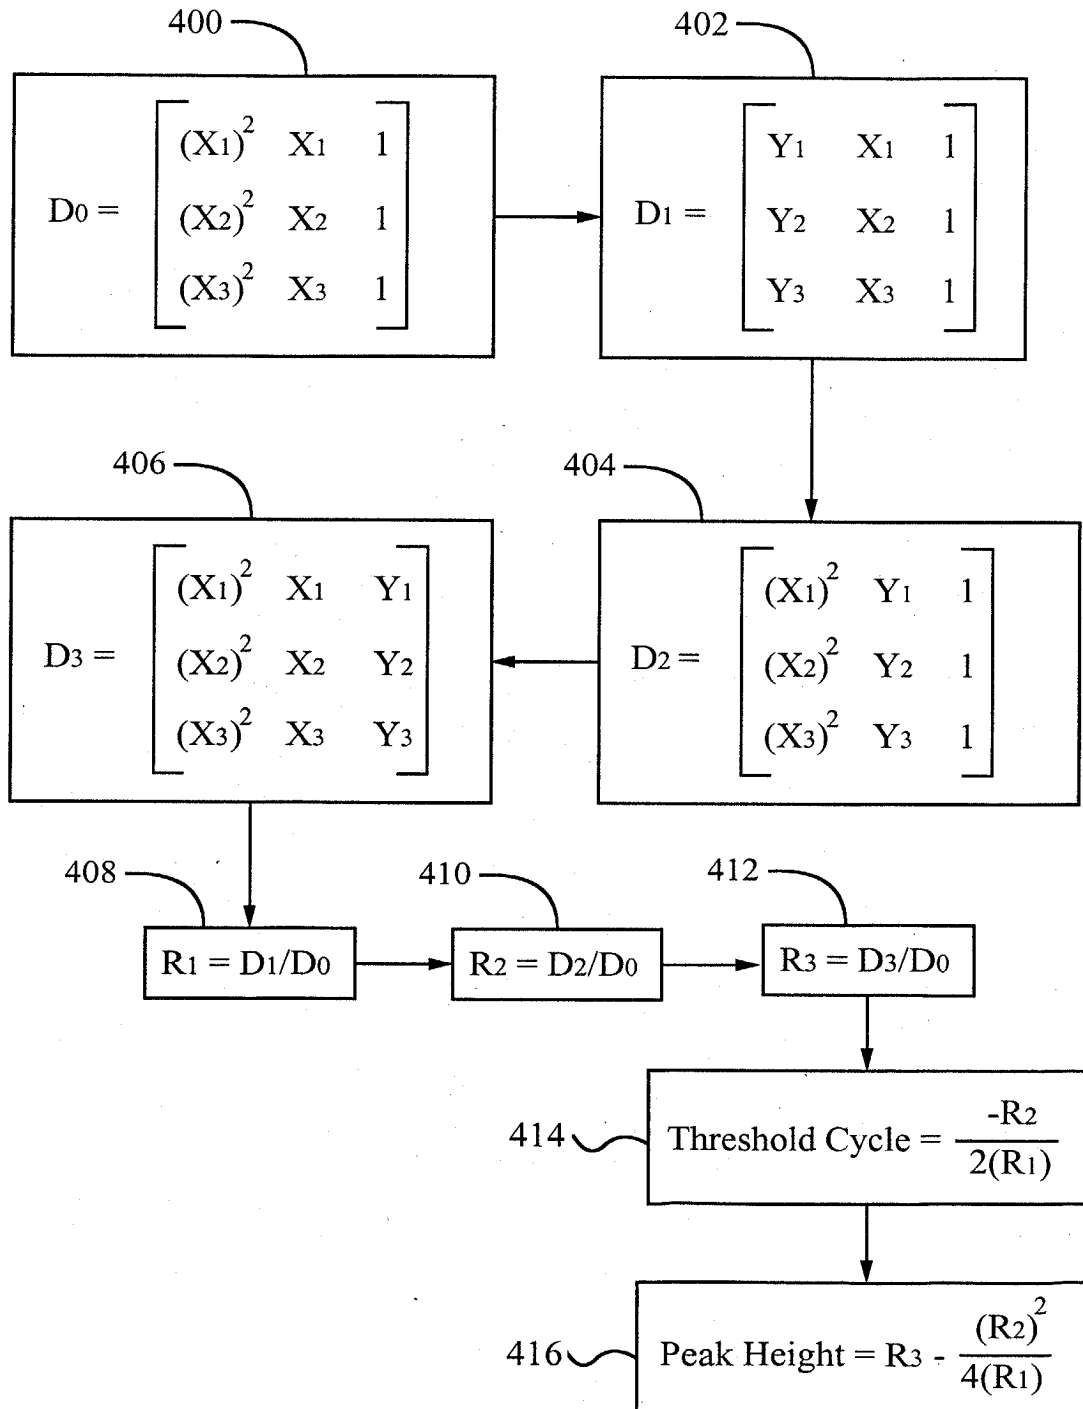 400
402
D0 =
(X1)² X1 1
(X2)² X2 1
(X3)² X3 1
D1 =
Y1 X1 1
Y2 X2 1
Y3 X3 1
406
404
D3 =
(X1)² X1 Y1
(X2)² X2 Y2
(X3)² X3 Y3
D2 =
(X1)² Y1 1
(X2)² Y2 1
(X3)² Y3 1
408
410
412
R1 = D1/D0
R2 = D2/D0
R3 = D3/D0
414
Threshold Cycle = -R2 / 2(R1)
416
Peak Height = R3 - (R2)² / 4(R1)